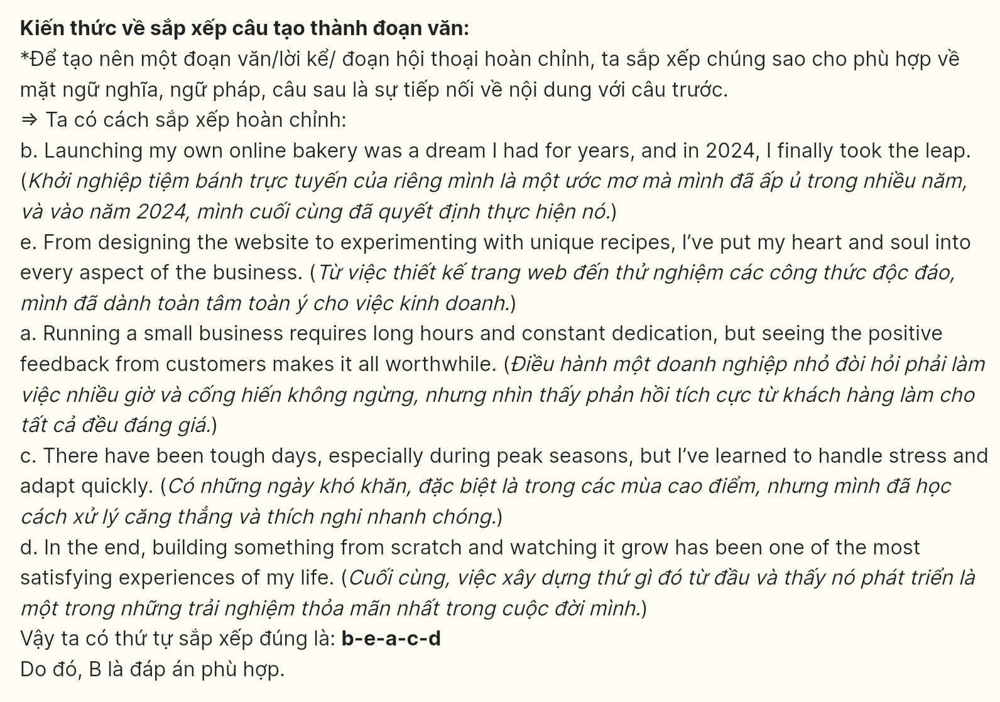 Kiến thức về sắp xếp câu tạo thành đoạn văn:
*Để tạo nên một đoạn văn/lời kể/ đoạn hội thoại hoàn chỉnh, ta sắp xếp chúng sao cho phù hợp về
mặt ngữ nghĩa, ngữ pháp, câu sau là sự tiếp nối về nội dung với câu trước.
⇒ Ta có cách sắp xếp hoàn chỉnh:
b. Launching my own online bakery was a dream I had for years, and in 2024, I finally took the leap.
(Khởi nghiệp tiệm bánh trực tuyến của riêng mình là một ước mơ mà mình đã ấp ủ trong nhiều năm,
và vào năm 2024, mình cuối cùng đã quyết định thực hiện nó.)
e. From designing the website to experimenting with unique recipes, I’ve put my heart and soul into
every aspect of the business. (Từ việc thiết kế trang web đến thử nghiệm các công thức độc đáo,
mình đã dành toàn tâm toàn ý cho việc kinh doanh.)
a. Running a small business requires long hours and constant dedication, but seeing the positive
feedback from customers makes it all worthwhile. (Điều hành một doanh nghiệp nhỏ đòi hỏi phải làm
việc nhiều giờ và cống hiến không ngừng, nhưng nhìn thấy phản hồi tích cực từ khách hàng làm cho
tất cả đều đáng giá.)
c. There have been tough days, especially during peak seasons, but I’ve learned to handle stress and
adapt quickly. (Có những ngày khó khăn, đặc biệt là trong các mùa cao điểm, nhưng mình đã học
cách xử lý căng thẳng và thích nghi nhanh chóng.)
d. In the end, building something from scratch and watching it grow has been one of the most
satisfying experiences of my life. (Cuối cùng, việc xây dựng thứ gì đó từ đầu và thấy nó phát triển là
một trong những trải nghiệm thỏa mãn nhất trong cuộc đời mình.)
Vậy ta có thứ tự sắp xếp đúng là: b-e-a-c-d
Do đó, B là đáp án phù hợp.